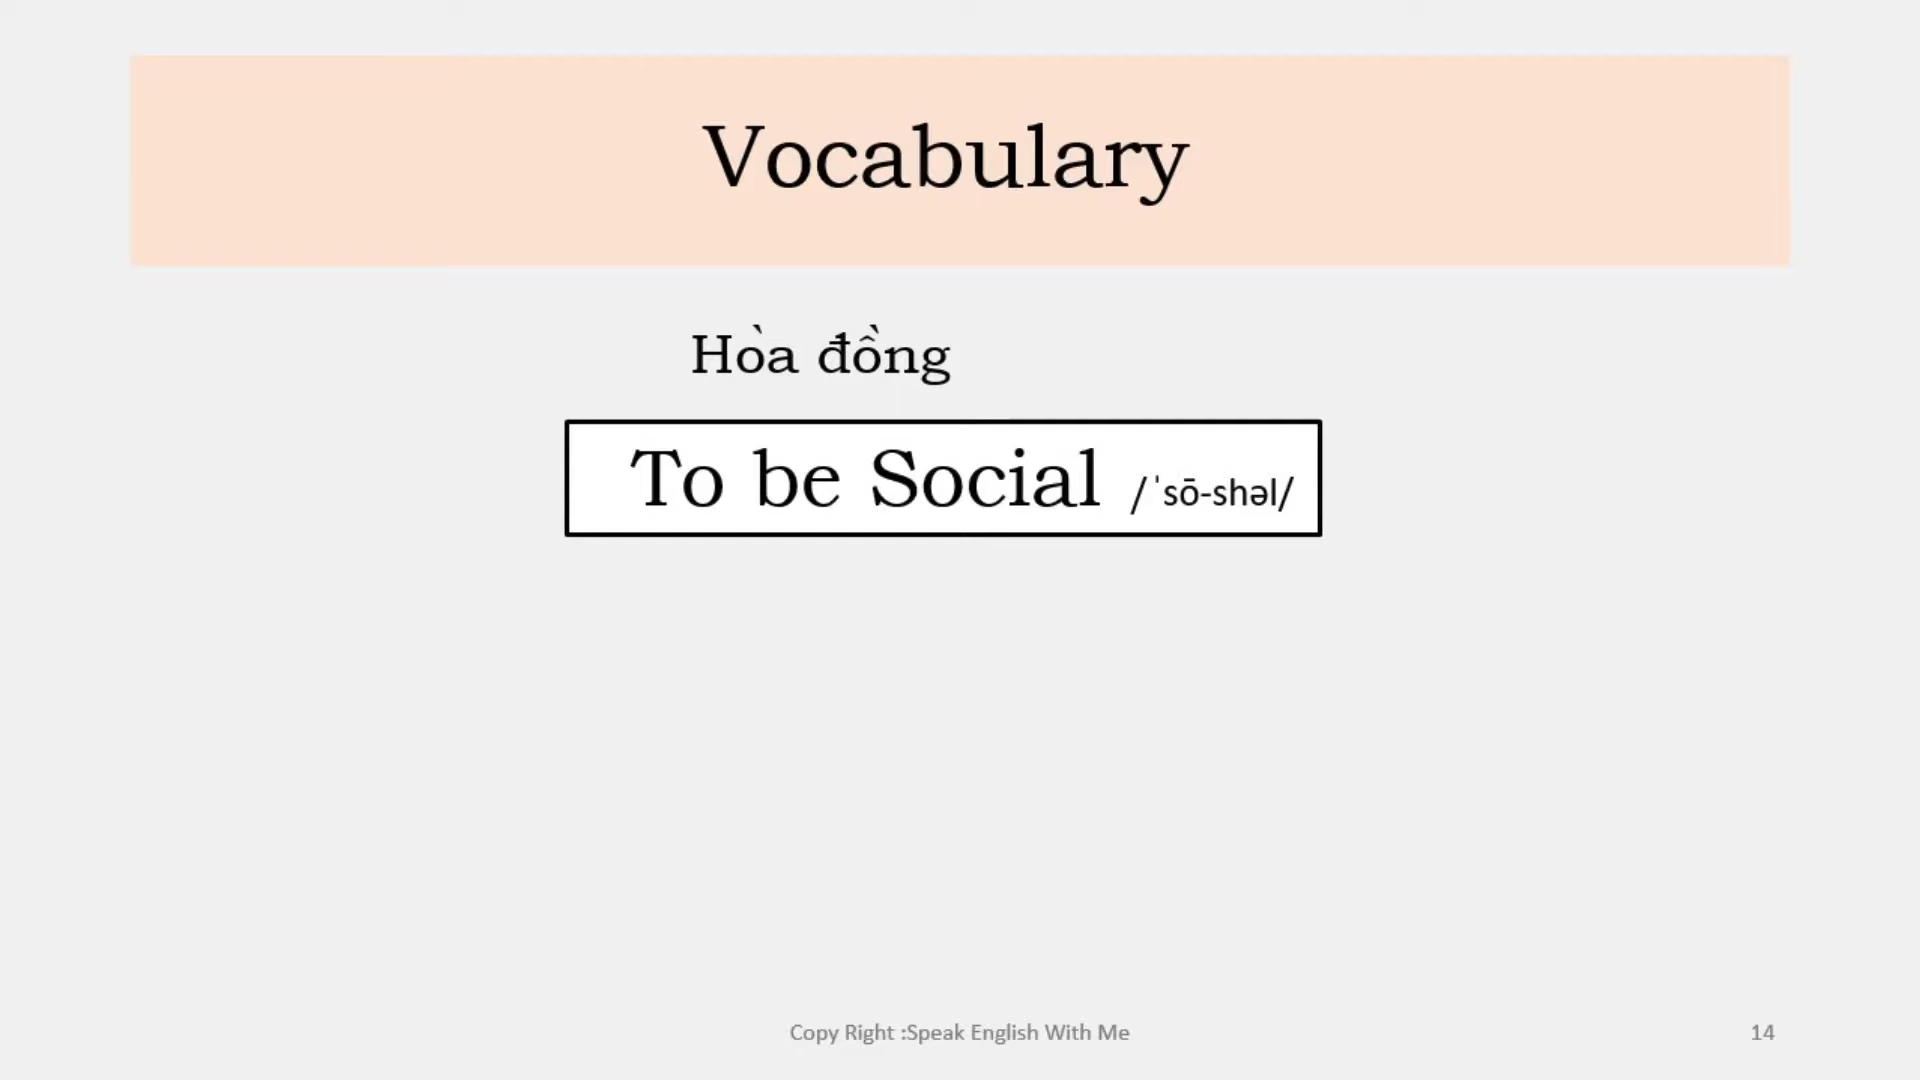 Vocabulary
Hòa đồng
To be Social /ˈsō-shəl/
Copy Right :Speak English With Me
14